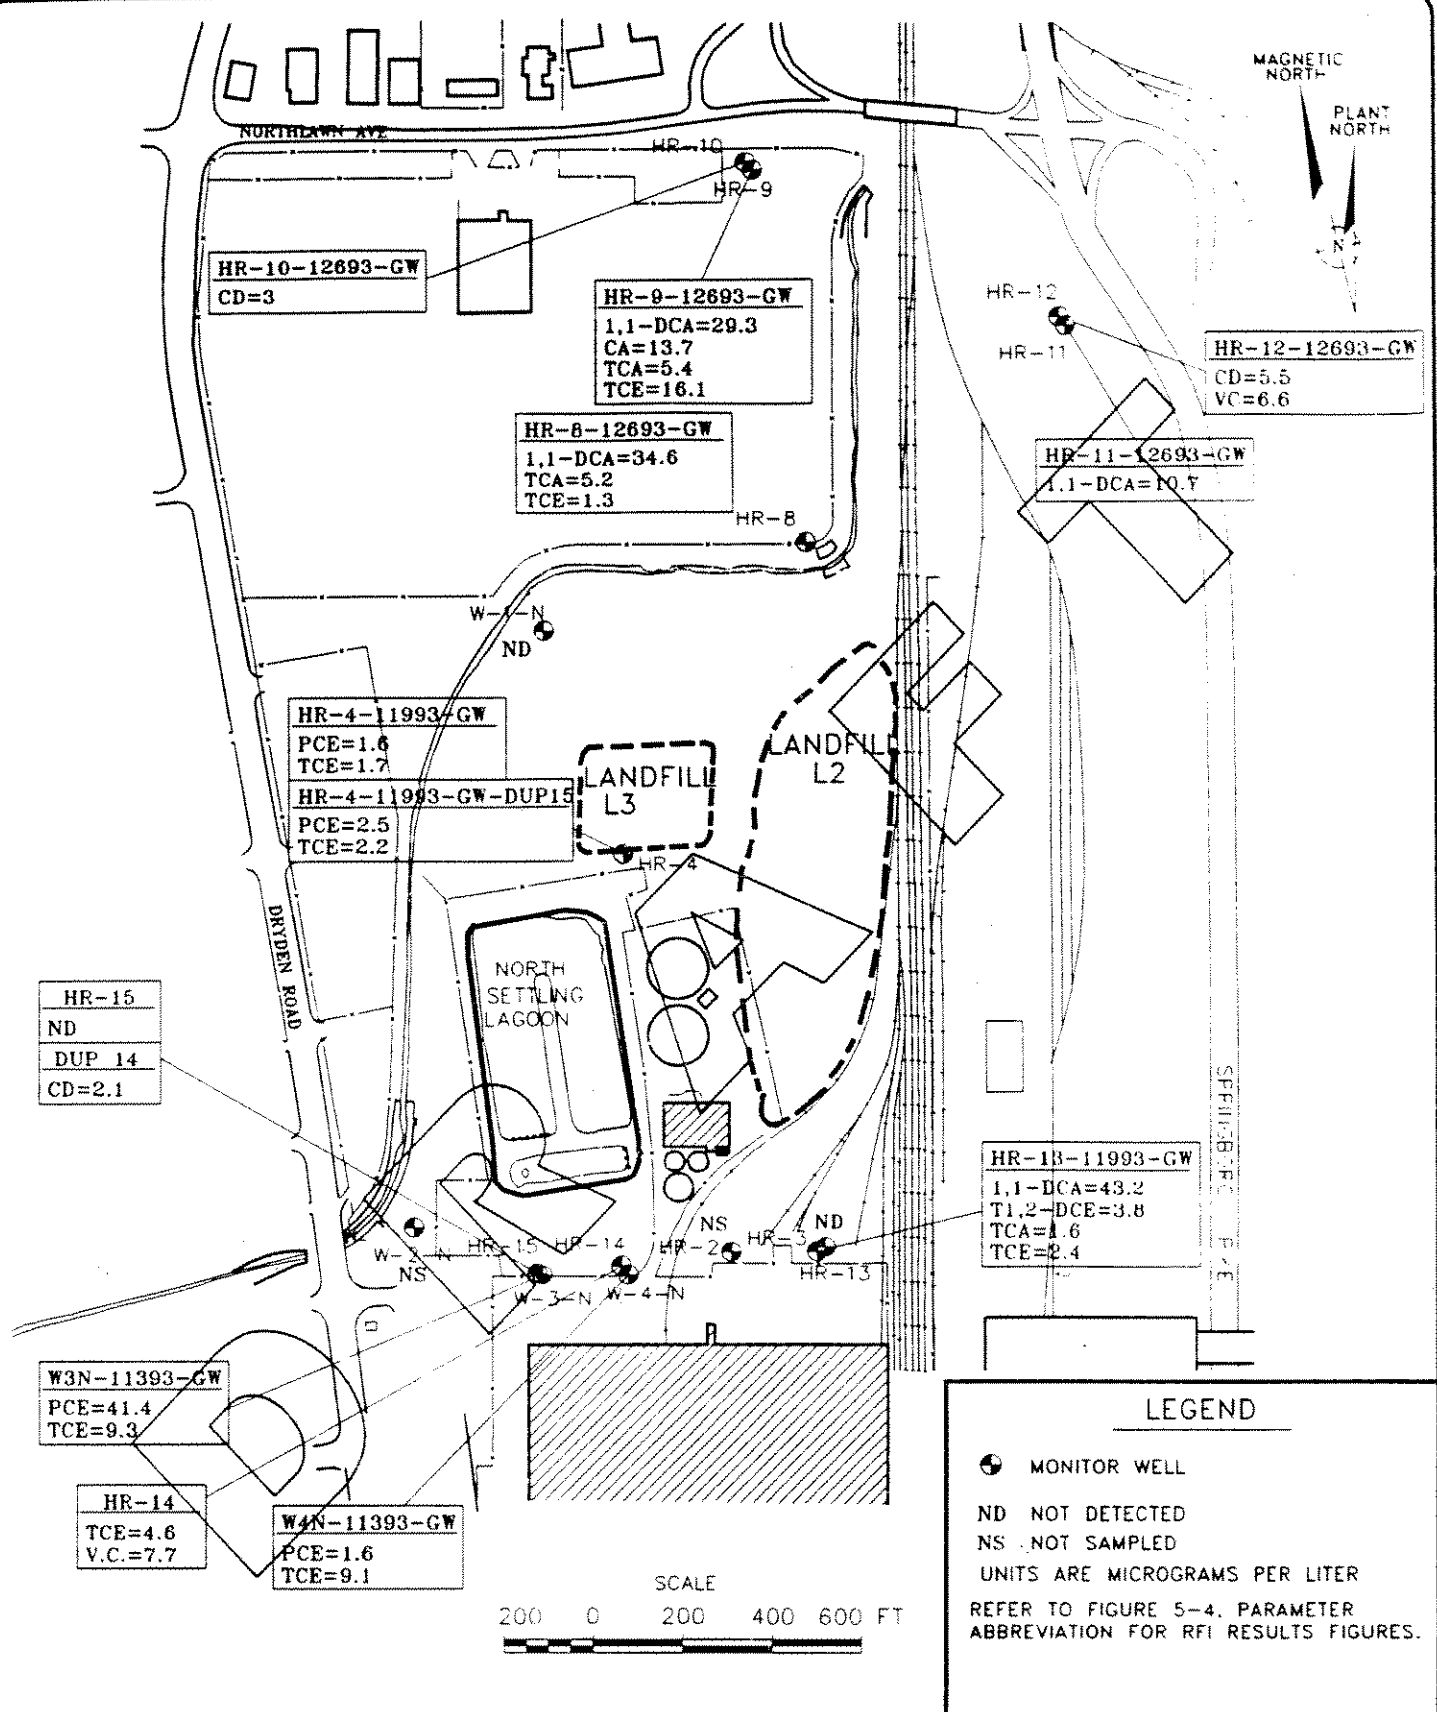 MAGNETIC
NORTH
PLANT
NORTH
N
NORTHLAWN AVE
HR-10
HR-9
HR-10-12693-GW
CD=3
HR-9-12693-GW
1,1-DCA=29.3
CA=13.7
TCA=5.4
TCE=16.1
HR-12
HR-11
HR-12-12693-GW
CD=5.5
VC=6.6
HR-8-12693-GW
1,1-DCA=34.6
TCA=5.2
TCE=1.3
HR-8
HR-11-12693-GW
1,1-DCA=10.7
W-1-N
ND
HR-4-11993-GW
PCE=1.6
TCE=1.7
HR-4-11993-GW-DUP15
PCE=2.5
TCE=2.2
LANDFILL
L3
LANDFILL
L2
HR-4
DRYDEN ROAD
NORTH
SETTLING
LAGOON
HR-15
ND
DUP 14
CD=2.1
HR-13-11993-GW
1,1-DCA=43.2
T1,2-DCE=3.8
TCA=1.6
TCE=2.4
W-2-N
NS
HR-15
HR-14
W-3-N
W-4-N
NS
HR-2
HR-3
ND
HR-13
W3N-11393-GW
PCE=41.4
TCE=9.3
HR-14
TCE=4.6
V.C.=7.7
W4N-11393-GW
PCE=1.6
TCE=9.1
SCALE
200 0 200 400 600 FT
LEGEND
MONITOR WELL
ND NOT DETECTED
NS NOT SAMPLED
UNITS ARE MICROGRAMS PER LITER
REFER TO FIGURE 5-4. PARAMETER
ABBREVIATION FOR RFI RESULTS FIGURES.